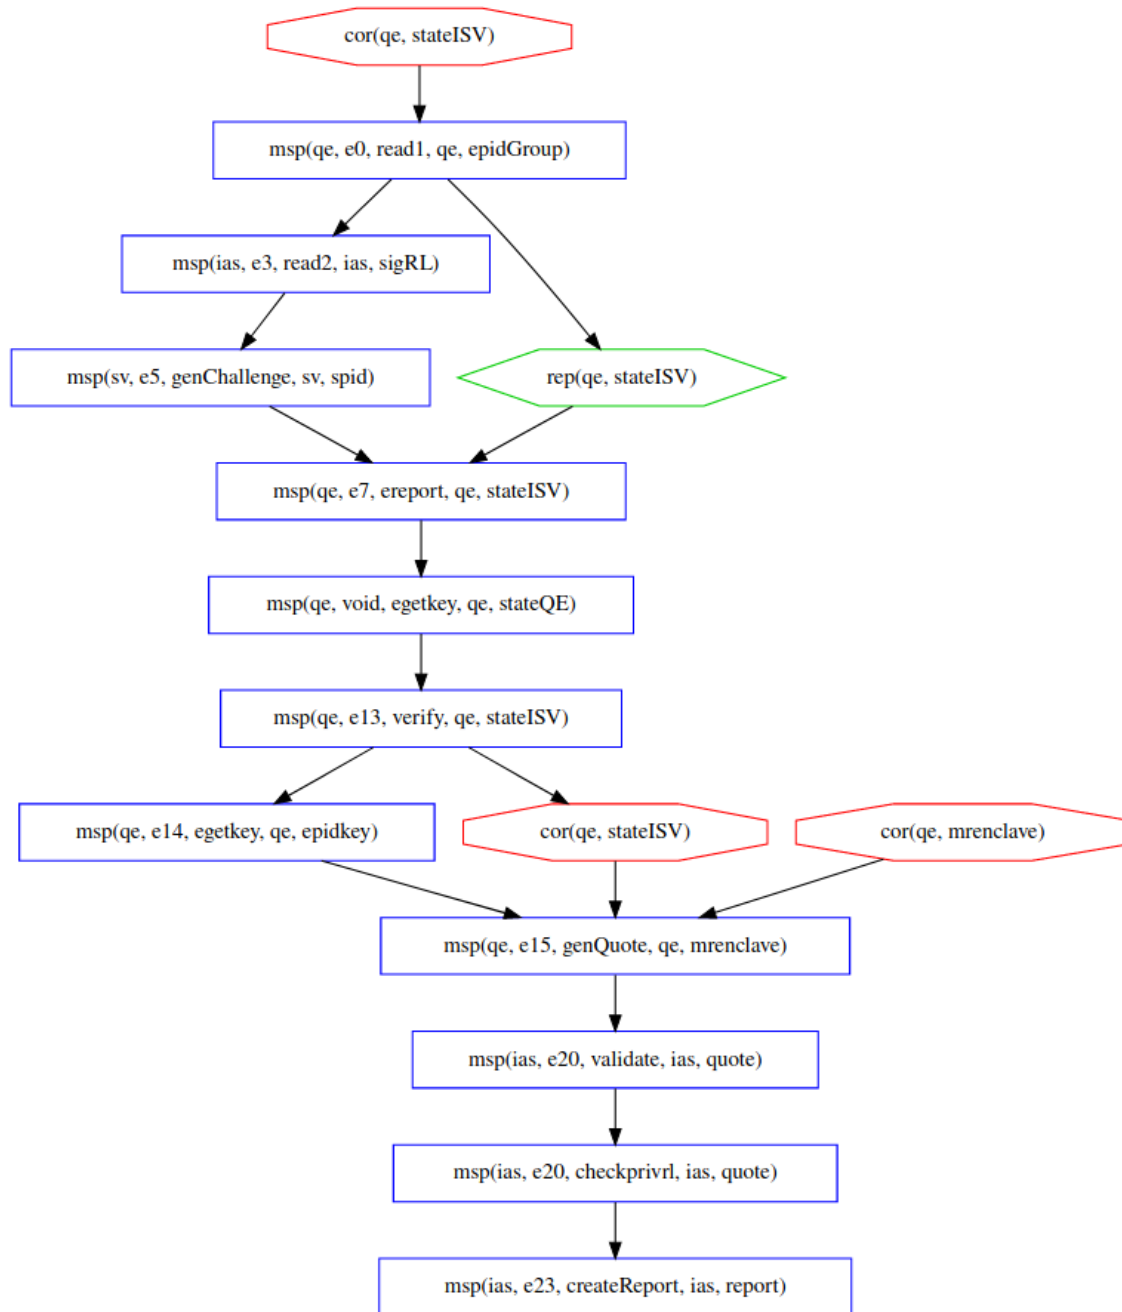 cor(qe, stateISV)
msp(qe, e0, read1, qe, epidGroup)
msp(ias, e3, read2, ias, sigRL)
msp(sv, e5, genChallenge, sv, spid)
rep(qe, stateISV)
msp(qe, e7, ereport, qe, stateISV)
msp(qe, void, egetkey, qe, stateQE)
msp(qe, e13, verify, qe, stateISV)
msp(qe, e14, egetkey, qe, epidkey)
cor(qe, stateISV)
cor(qe, mrenclave)
msp(qe, e15, genQuote, qe, mrenclave)
msp(ias, e20, validate, ias, quote)
msp(ias, e20, checkprivrl, ias, quote)
msp(ias, e23, createReport, ias, report)